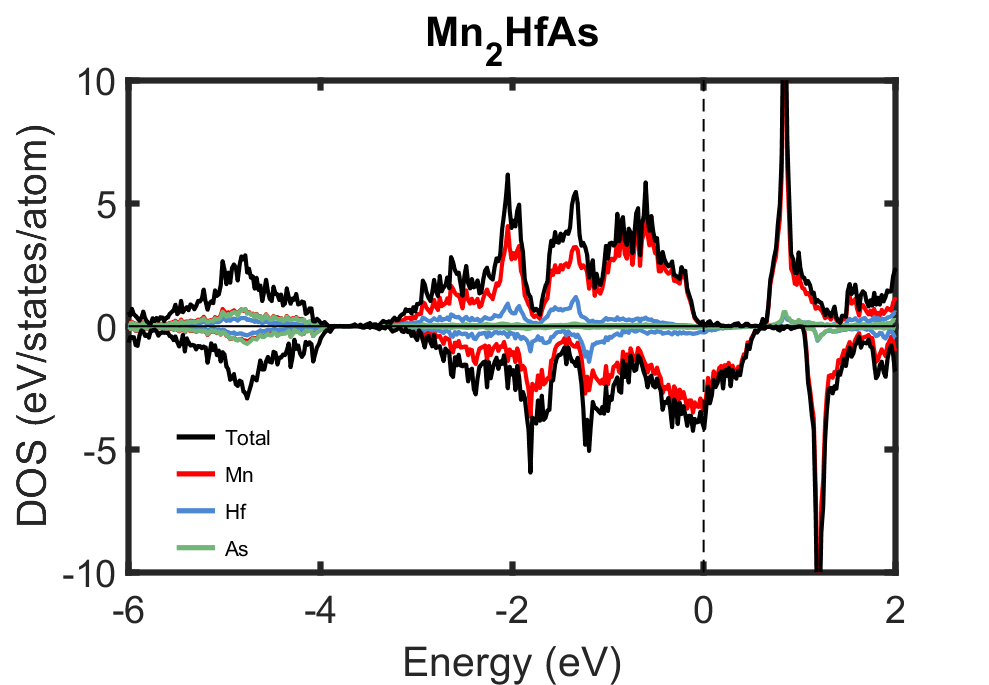 Mn2HfAs
10
5
0
-5
-10
DOS (eV/states/atom)
Total
Mn
Hf
As
-6 -4 -2 0 2
Energy (eV)